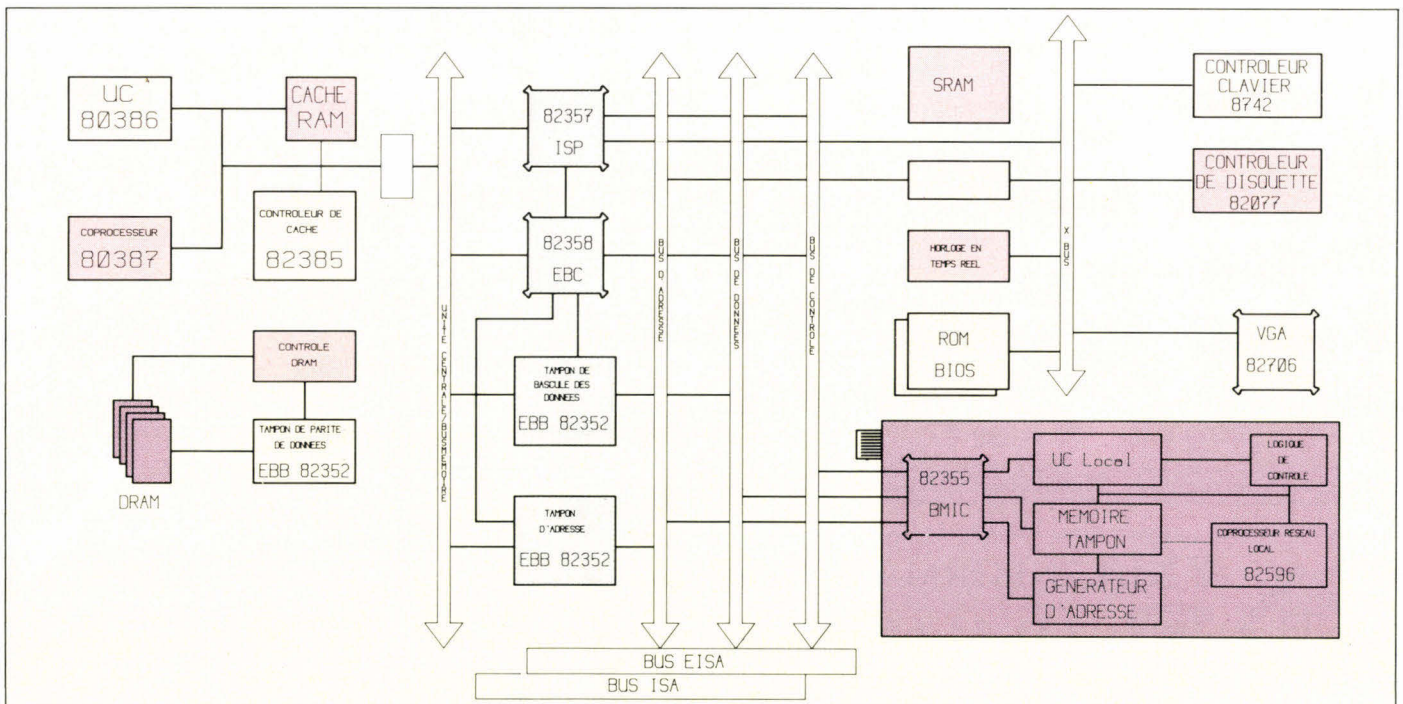 UC
80386
CACHE
RAM
COPROCESSEUR
80387
CONTROLEUR DE
CACHE
82385
CONTROLE
DRAM
TAMPON DE PARITE
DE DONNÉES
EBB 82352
DRAM
UNITE CENTRALE/BUSMEMOIRE
82357
ISP
82358
EBC
TAMPON DE
BASCULE DES
DONNEES
EBB 82352
TAMPON
D'ADRESSE
EBB 82352
BUS D'ADRESSE
BUS DE DONNEES
BUS DE CONTROLE
BUS EISA
BUS ISA
SRAM
HORLOGE EN
TEMPS REEL
ROM
BIOS
X BUS
CONTROLEUR
CLAVIER
8742
CONTROLEUR
DE DISQUETTE
82077
VGA
82706
82355
BMIC
UC Local
MEMOIRE
TAMPON
GENERATEUR
D'ADRESSE
LOGIQUE
DE
CONTROLE
COPROCESSEUR RESEAU
LOCAL
82596